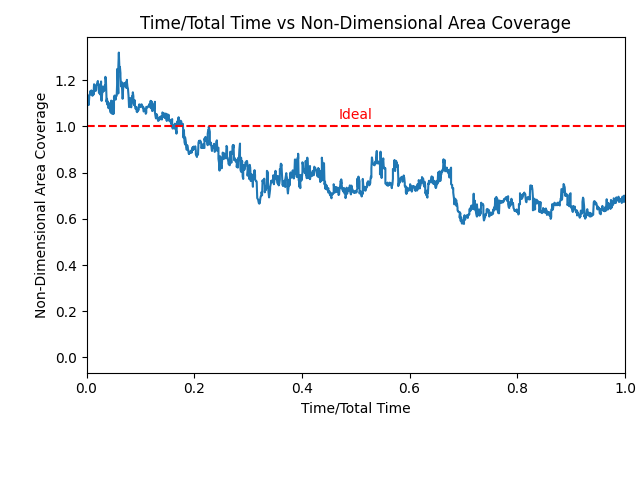 Time/Total Time vs Non-Dimensional Area Coverage
Non-Dimensional Area Coverage
1.2
1.0
0.8
0.6
0.4
0.2
0.0
Ideal
0.0 0.2 0.4 0.6 0.8 1.0
Time/Total Time